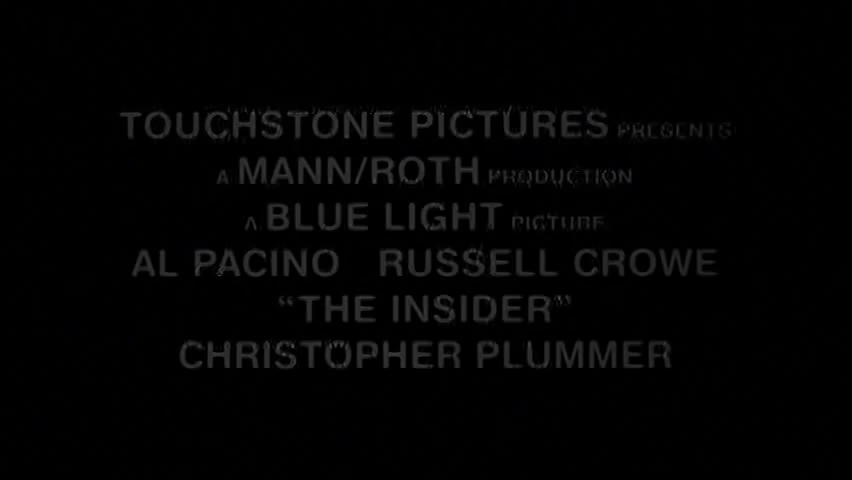 TOUCHSTONE PICTURES PRESENTS
A MANN/ROTH PRODUCTION
A BLUE LIGHT PICTURE
AL PACINO RUSSELL CROWE
“THE INSIDER”
CHRISTOPHER PLUMMER